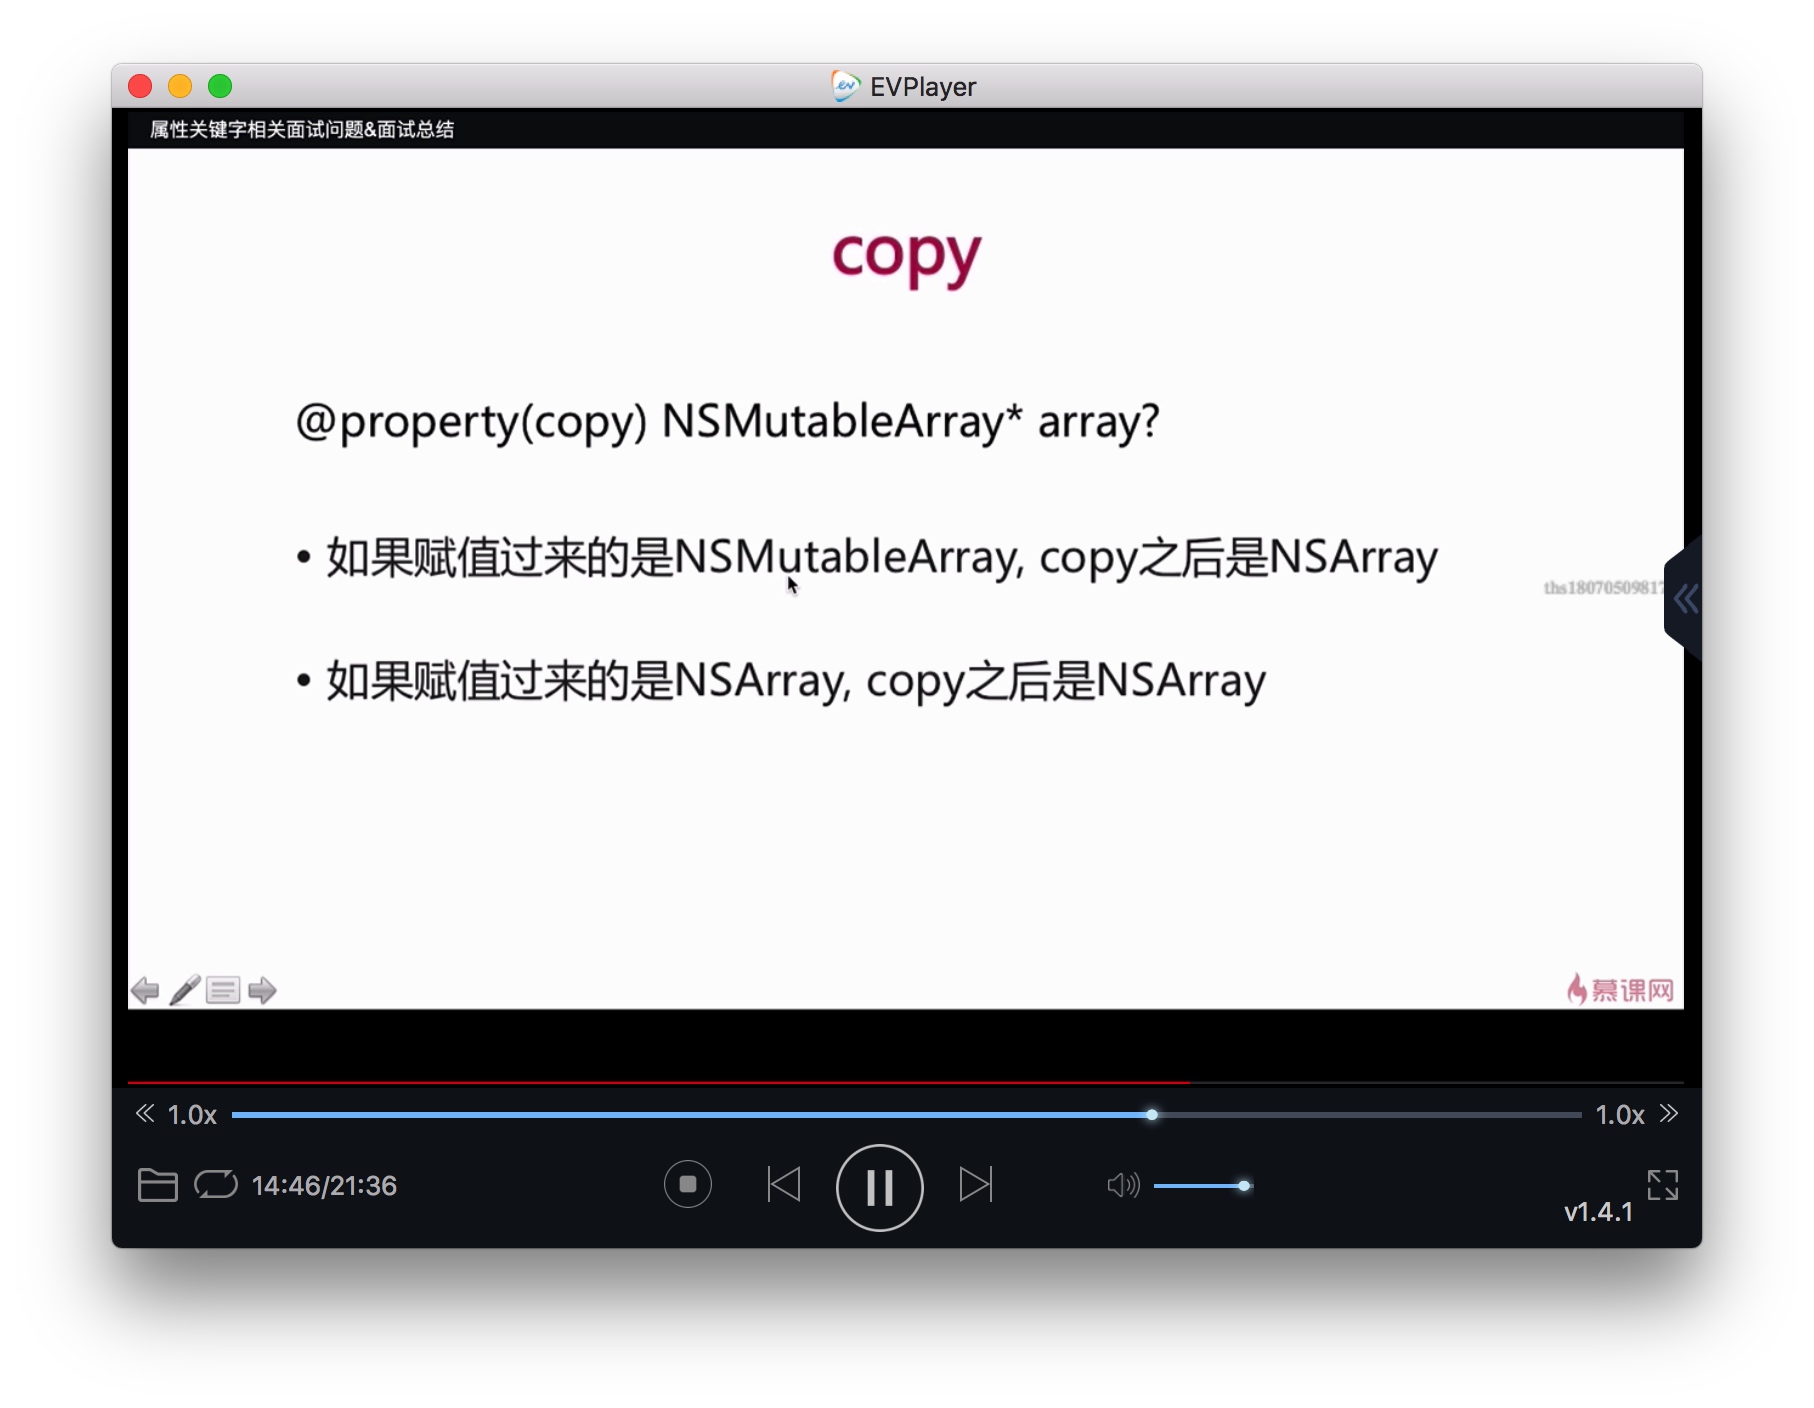 EVPlayer
属性关键字相关面试问题&面试总结
copy
@property(copy) NSMutableArray* array?
• 如果赋值过来的是NSMutableArray, copy之后是NSArray
ths18070509817
• 如果赋值过来的是NSArray, copy之后是NSArray
慕课网
1.0x
1.0x
14:46/21:36
v1.4.1